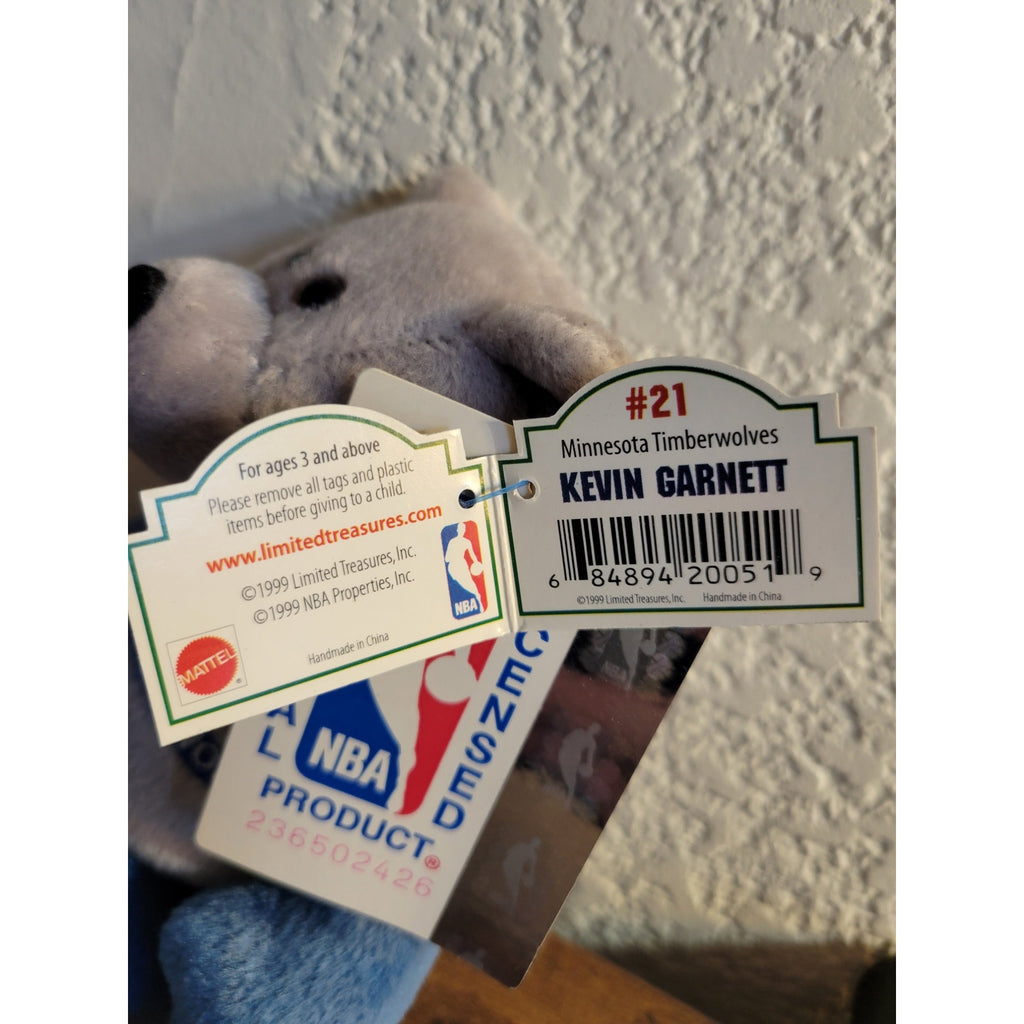 For ages 3 and above
Please remove all tags and plastic
items before giving to a child.
www.limitedtreasures.com
©1999 Limited Treasures, Inc.
©1999 NBA Properties, Inc.
NBA
MATTEL®
Handmade in China
#21
Minnesota Timberwolves
KEVIN GARNETT
6 84894 20051 9
©1999 Limited Treasures, Inc. Handmade in China
AL
NBA
CENSED
PRODUCT®
236502426